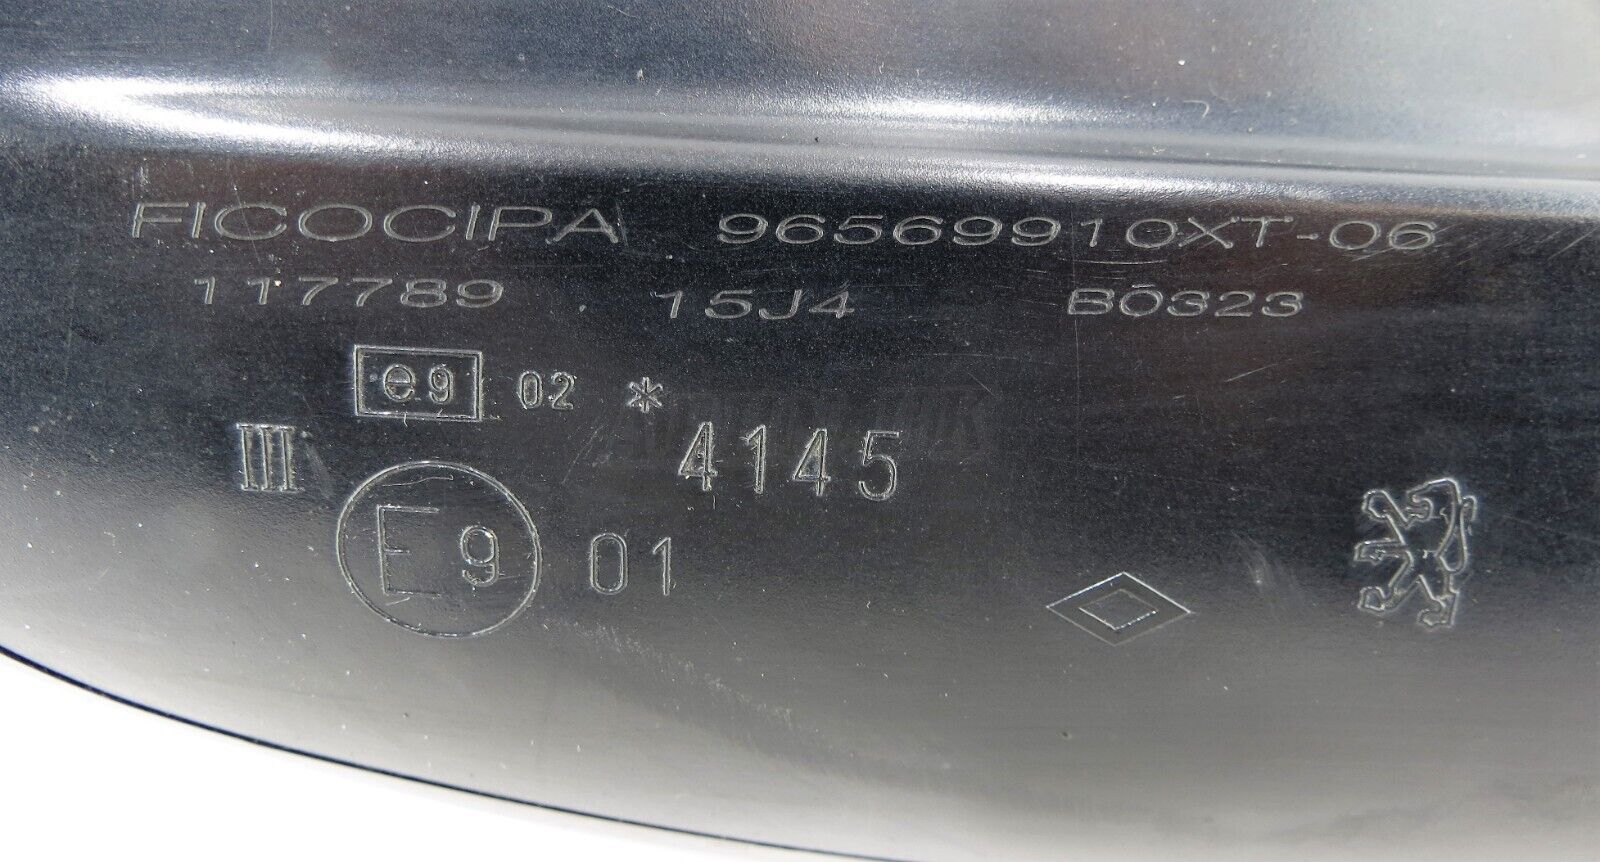 FICOCIPA 96569910XT-06
117789 15J4 B0323
e9 02 *
III 4145
E9 01